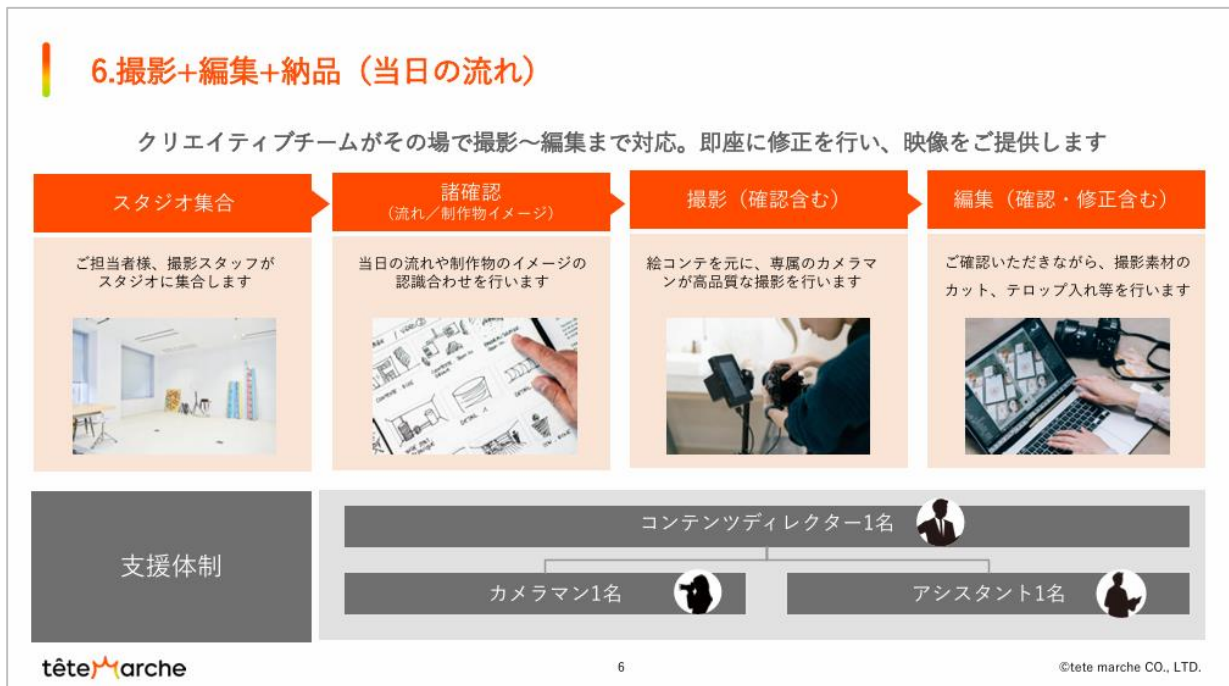 6.撮影+編集+納品（当日の流れ）
クリエイティブチームがその場で撮影～編集まで対応。即座に修正を行い、映像をご提供します
スタジオ集合
諸確認
（流れ／制作物イメージ）
撮影（確認含む）
編集（確認・修正含む）
ご担当者様、撮影スタッフが
スタジオに集合します
当日の流れや制作物のイメージの
認識合わせを行います
絵コンテを元に、専属のカメラマ
ンが高品質な撮影を行います
ご確認いただきながら、撮影素材の
カット、テロップ入れ等を行います
支援体制
コンテンツディレクター1名
カメラマン1名
アシスタント1名
tête marche
6
©tete marche CO., LTD.